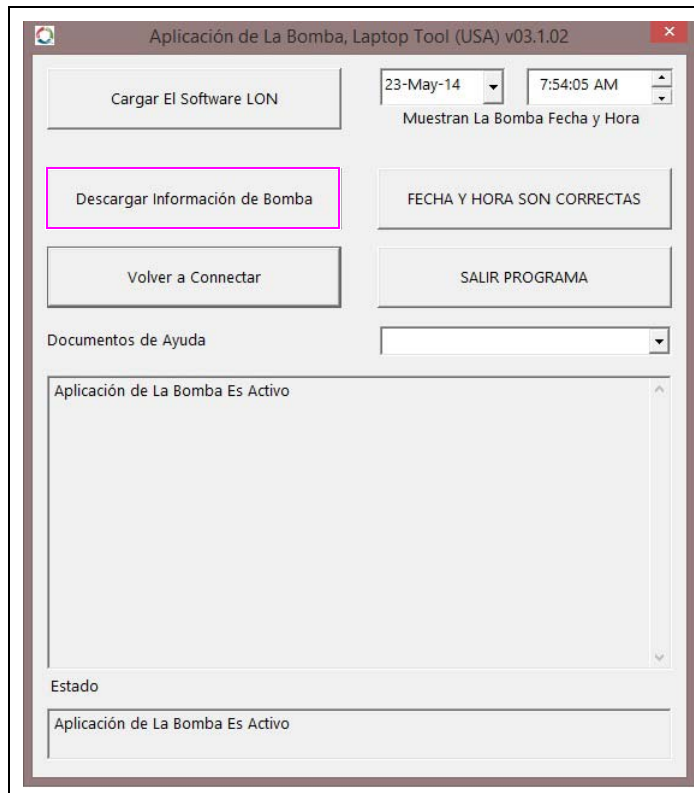 Aplicación de La Bomba, Laptop Tool (USA) v03.1.02
Cargar El Software LON
23-May-14
7:54:05 AM
Muestran La Bomba Fecha y Hora
Descargar Información de Bomba
FECHA Y HORA SON CORRECTAS
Volver a Connectar
SALIR PROGRAMA
Documentos de Ayuda
Aplicación de La Bomba Es Activo
Estado
Aplicación de La Bomba Es Activo